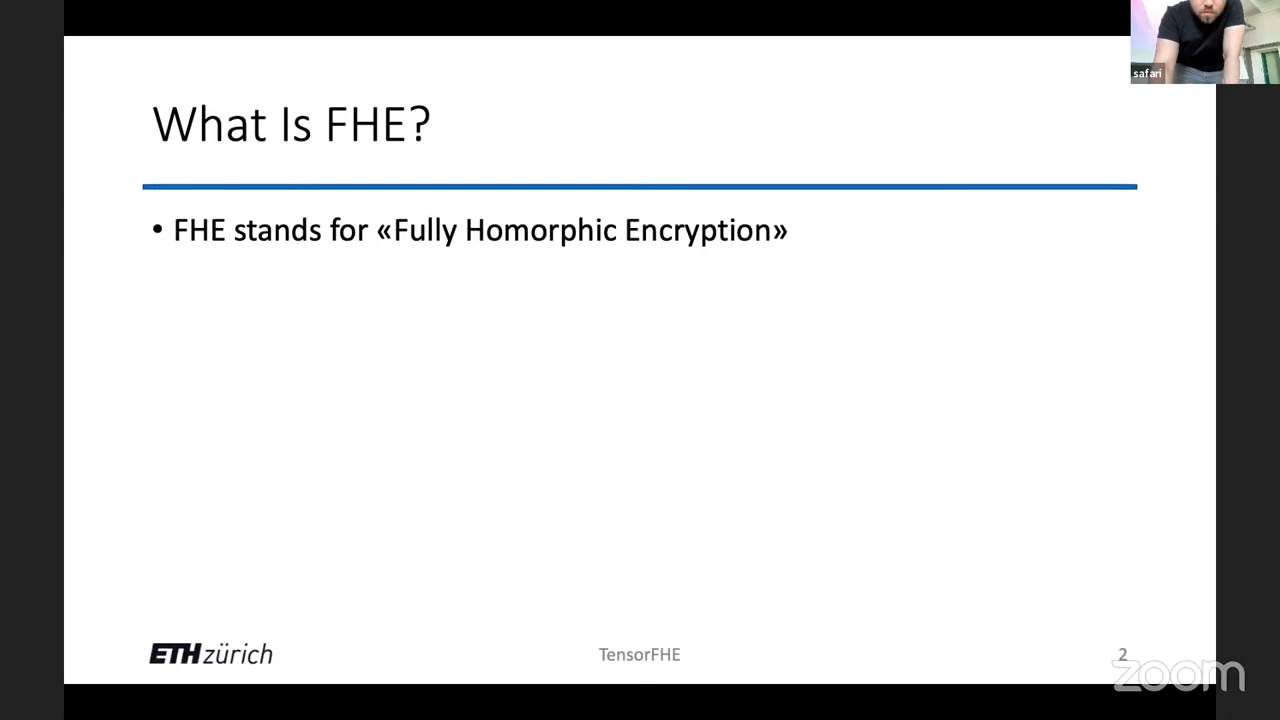 safari
What Is FHE?
• FHE stands for «Fully Homorphic Encryption»
ETH zürich
TensorFHE
2
zoom